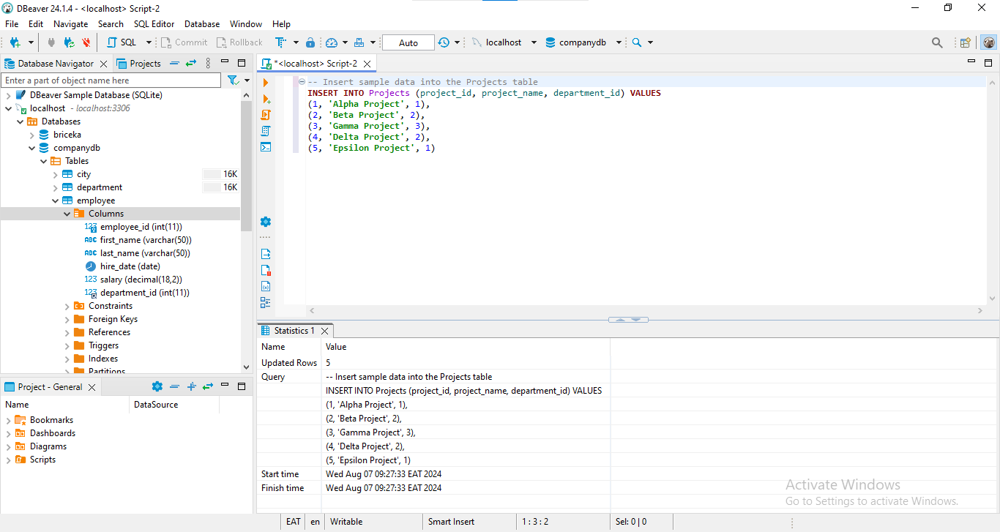 DBeaver 24.1.4 - <localhost> Script-2
File Edit Navigate Search SQL Editor Database Window Help
SQL Commit Rollback Auto localhost companydb
Database Navigator Projects
Enter a part of object name here
DBeaver Sample Database (SQLite)
localhost - localhost:3306
Databases
briceka
companydb
Tables
city 16K
department 16K
employee
Columns
employee_id (int(11))
first_name (varchar(50))
last_name (varchar(50))
hire_date (date)
salary (decimal(18,2))
department_id (int(11))
Constraints
Foreign Keys
References
Triggers
Indexes
Partitions
Project - General
Name DataSource
Bookmarks
Dashboards
Diagrams
Scripts
*<localhost> Script-2
-- Insert sample data into the Projects table
INSERT INTO Projects (project_id, project_name, department_id) VALUES
(1, 'Alpha Project', 1),
(2, 'Beta Project', 2),
(3, 'Gamma Project', 3),
(4, 'Delta Project', 2),
(5, 'Epsilon Project', 1)
Statistics 1
Name Value
Updated Rows 5
Query -- Insert sample data into the Projects table
INSERT INTO Projects (project_id, project_name, department_id) VALUES
(1, 'Alpha Project', 1),
(2, 'Beta Project', 2),
(3, 'Gamma Project', 3),
(4, 'Delta Project', 2),
(5, 'Epsilon Project', 1)
Start time Wed Aug 07 09:27:33 EAT 2024
Finish time Wed Aug 07 09:27:33 EAT 2024
Activate Windows
Go to Settings to activate Windows.
EAT en Writable Smart Insert 1 : 3 : 2 Sel: 0 | 0